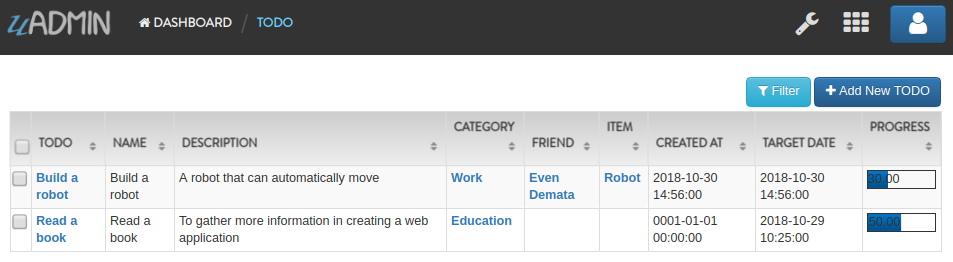 uADMIN DASHBOARD / TODO
Filter + Add New TODO
TODO NAME DESCRIPTION CATEGORY FRIEND ITEM CREATED AT TARGET DATE PROGRESS
Build a robot Build a robot A robot that can automatically move Work Even Demata Robot 2018-10-30 14:56:00 2018-10-30 14:56:00 30.00
Read a book Read a book To gather more information in creating a web application Education 0001-01-01 00:00:00 2018-10-29 10:25:00 50.00